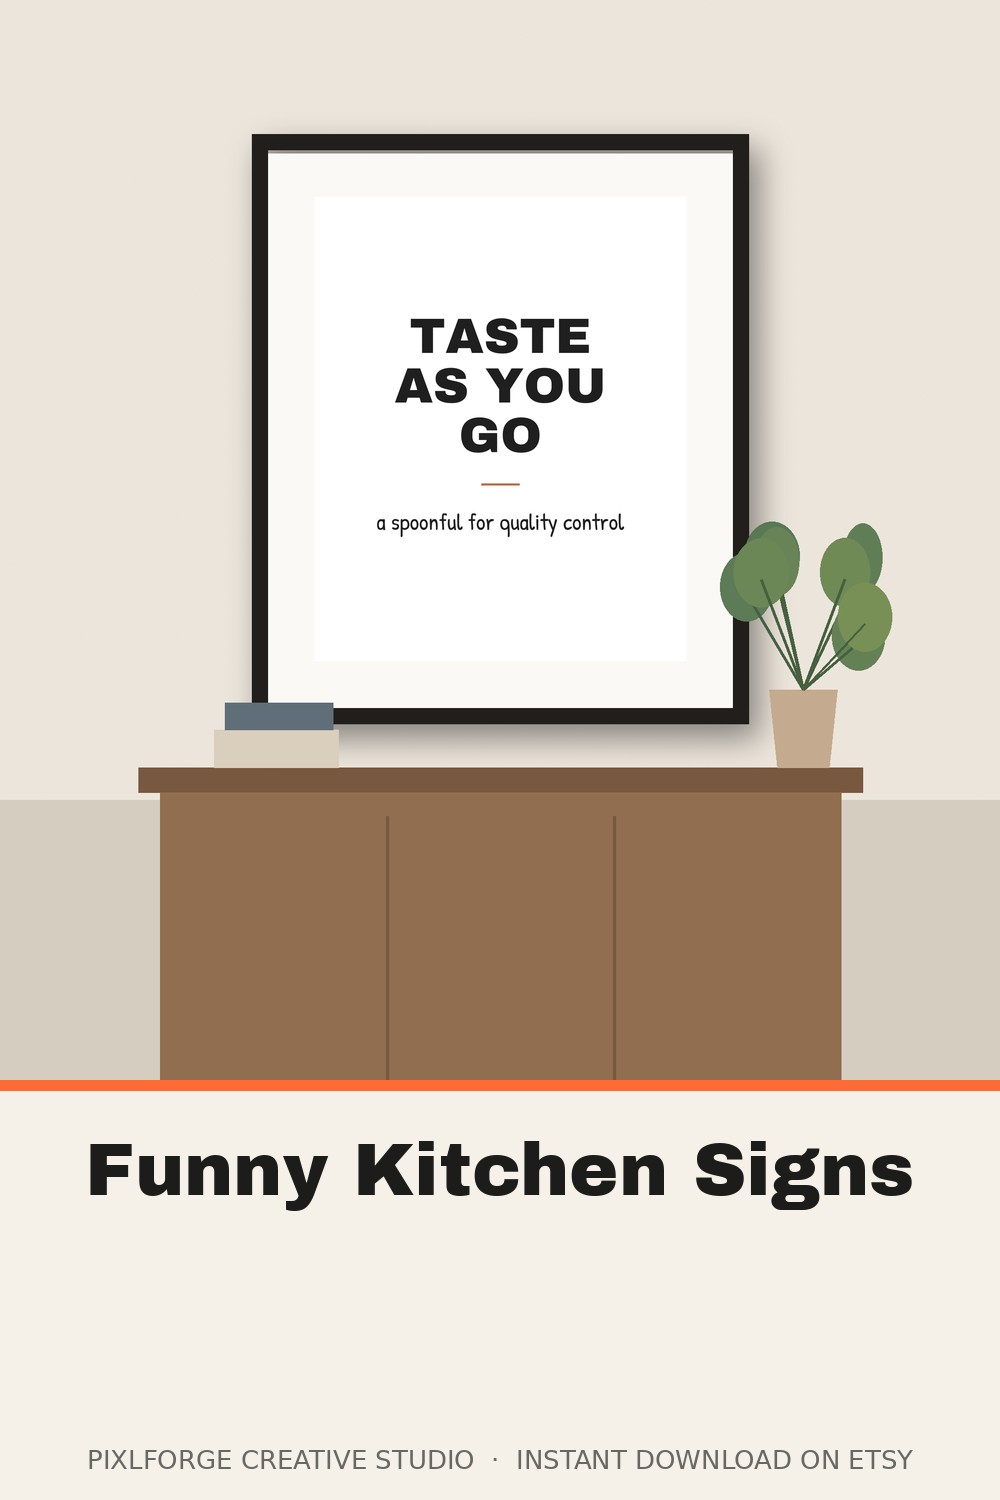 TASTE
AS YOU
GO
a spoonful for quality control
Funny Kitchen Signs
PIXLFORGE CREATIVE STUDIO · INSTANT DOWNLOAD ON ETSY